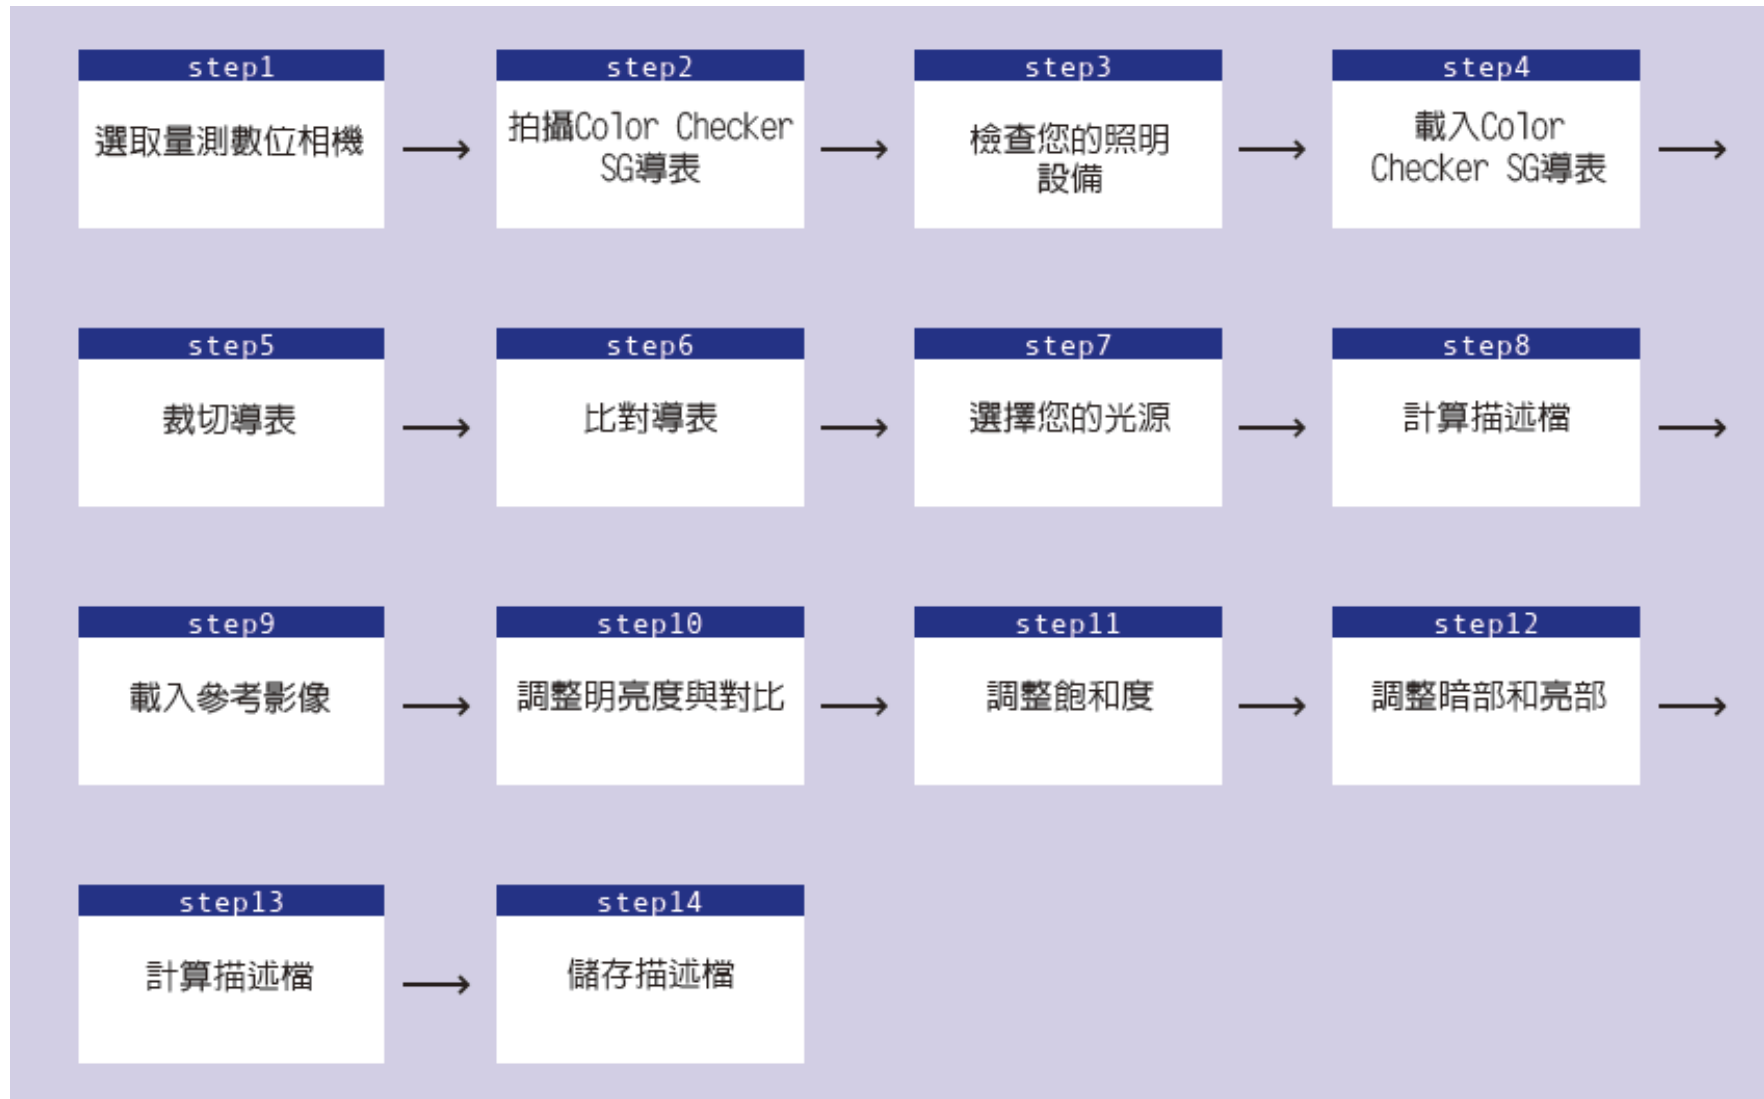 step1
選取量測數位相機
step2
拍攝Color Checker
SG導表
step3
檢查您的照明
設備
step4
載入Color
Checker SG導表
step5
裁切導表
step6
比對導表
step7
選擇您的光源
step8
計算描述檔
step9
載入參考影像
step10
調整明亮度與對比
step11
調整飽和度
step12
調整暗部和亮部
step13
計算描述檔
step14
儲存描述檔